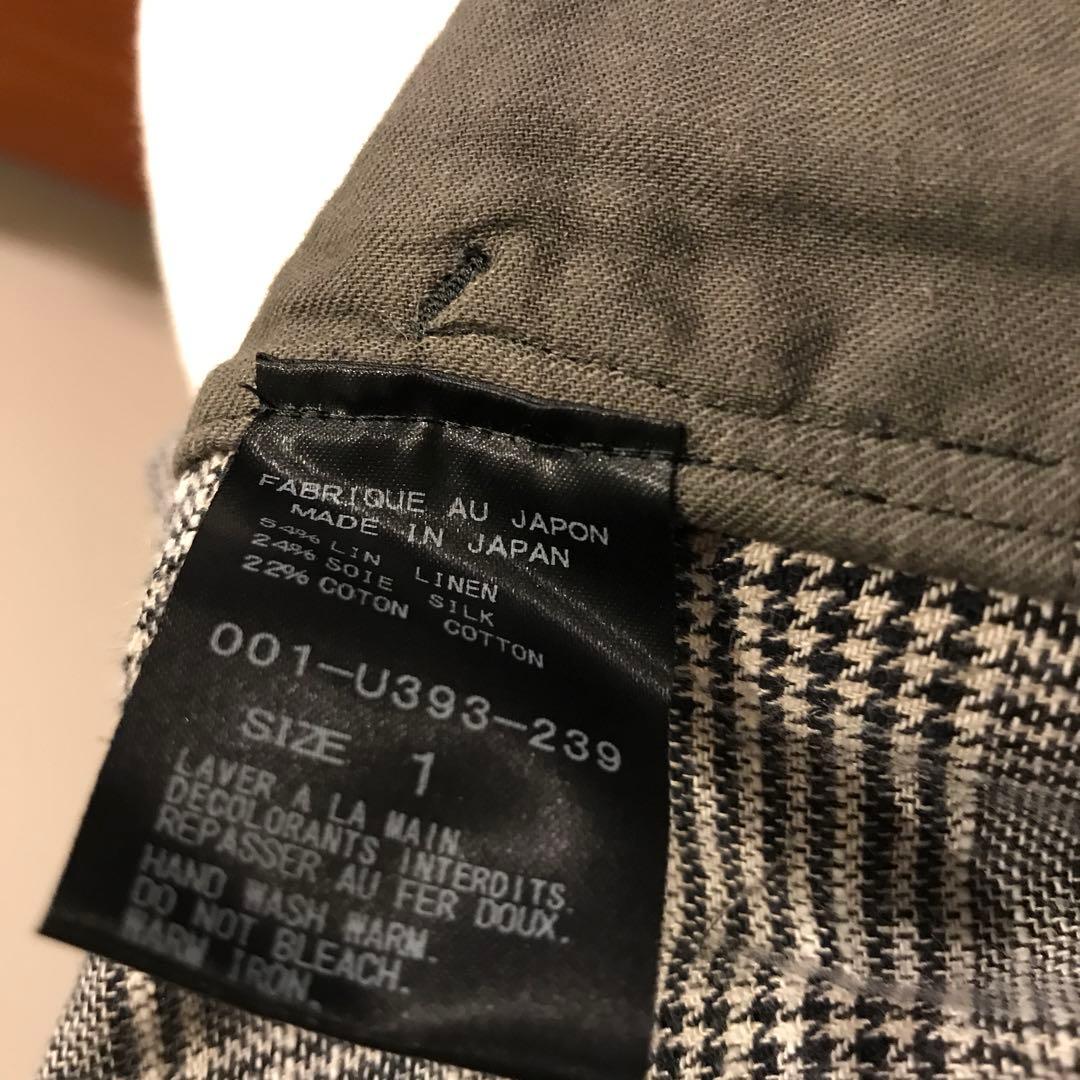 FABRIQUE AU JAPON
MADE IN JAPAN
54% LIN LINEN
24% SOIE SILK
22% COTON COTTON
001-U393-239
SIZE 1
LAVER A LA MAIN.
DECOLORANTS INTERDITS.
REPASSER AU FER DOUX.
HAND WASH WARM.
DO NOT BLEACH.
WARM IRON.